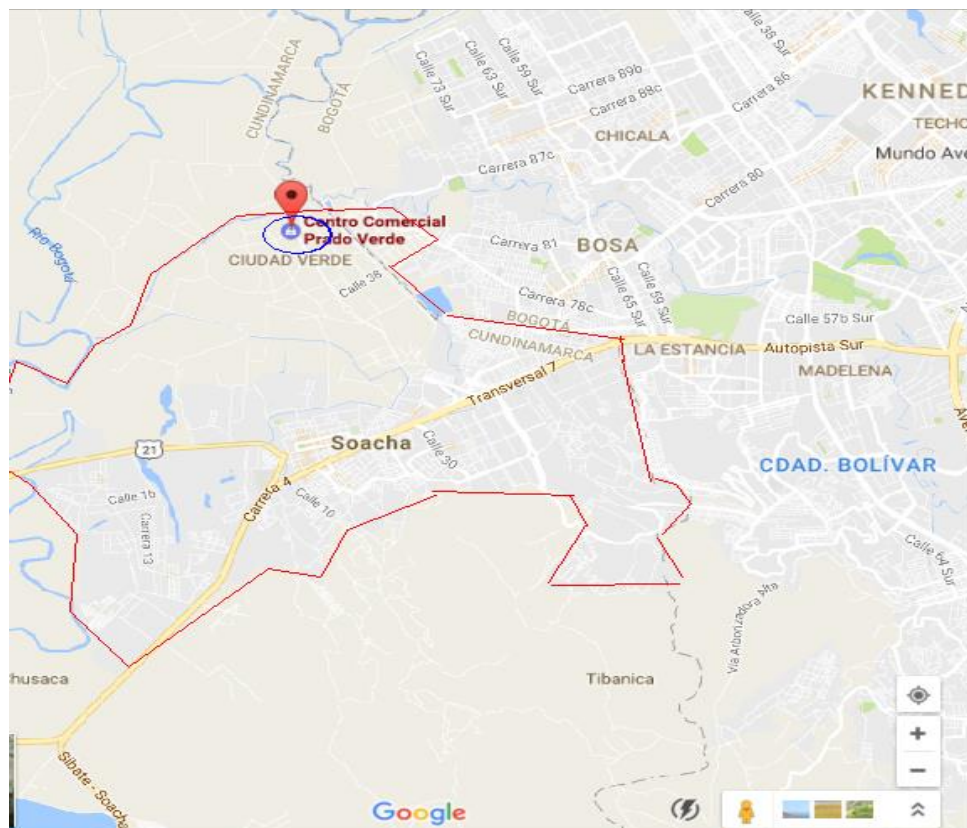 Calle 38 Sur
CUNDINAMARCA
BOGOTÁ
Calle 59 Sur
Calle 63 Sur
Calle 73 Sur
Carrera 89b
Carrera 88c
Carrera 86
KENNED
TECHO
CHICALA
Mundo Ave
Carrera 87c
Carrera 80
Río Bogotá
Centro Comercial
Prado Verde
CIUDAD VERDE
Carrera 81
BOSA
Calle 38
Calle 65 Sur
Calle 59 Sur
Carrera 78c
BOGOTÁ
CUNDINAMARCA
Calle 57b Sur
LA ESTANCIA
Autopista Sur
MADELENA
Transversal 7
Ave
21
Soacha
Calle 30
CDAD. BOLÍVAR
Calle 1b
Carrera 4
Calle 10
Carrera 13
Calle 64 Sur
Vía Arborizadora Alta
husaca
Tibanica
Sibate - Soacha
Google